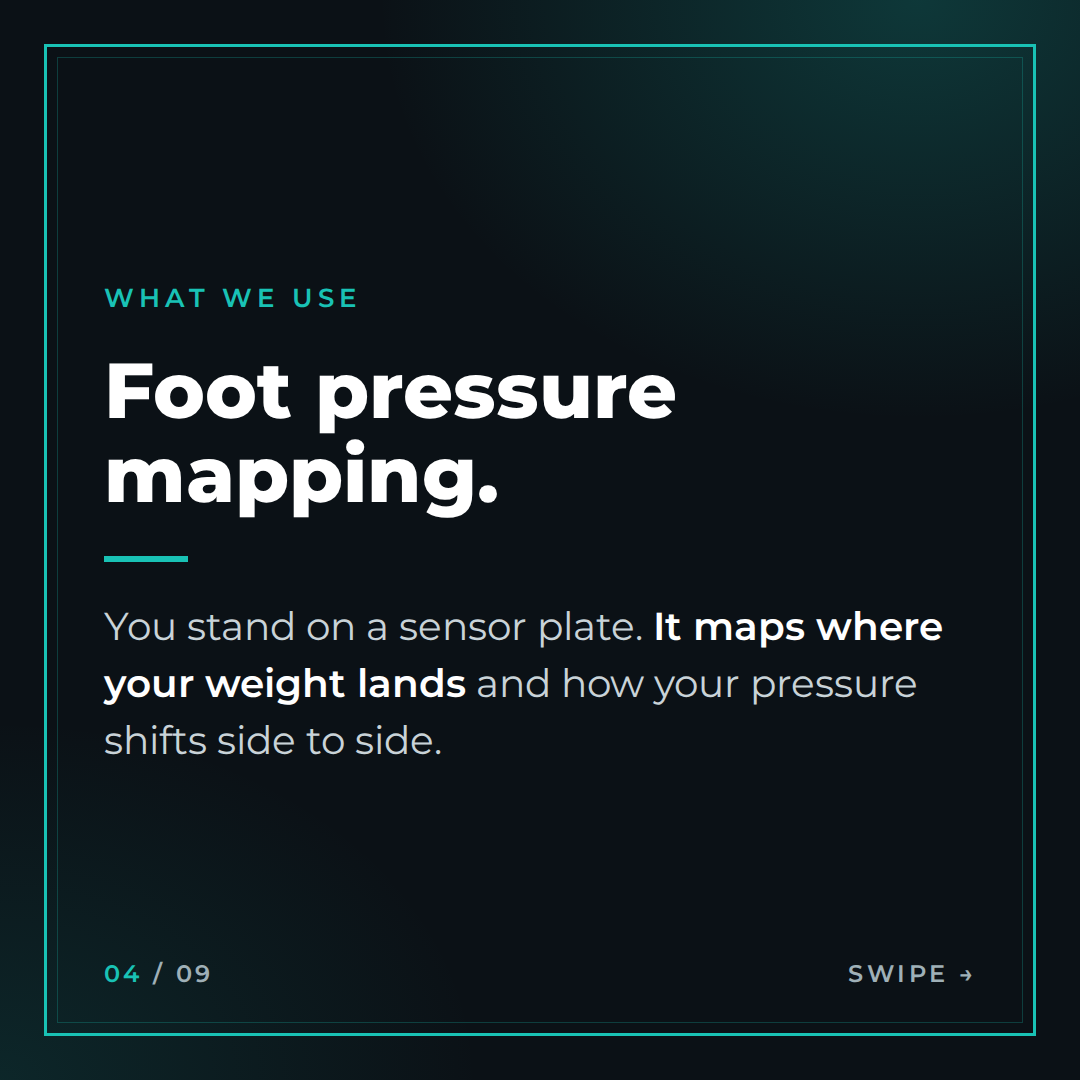 WHAT WE USE
Foot pressure
mapping.
You stand on a sensor plate. It maps where
your weight lands and how your pressure
shifts side to side.
04 / 09
SWIPE →